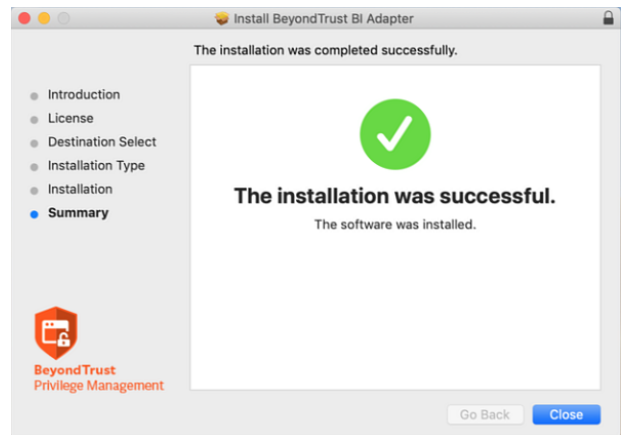 Install BeyondTrust BI Adapter
The installation was completed successfully.
Introduction
License
Destination Select
Installation Type
Installation
Summary
The installation was successful.
The software was installed.
BeyondTrust
Privilege Management
Go Back
Close